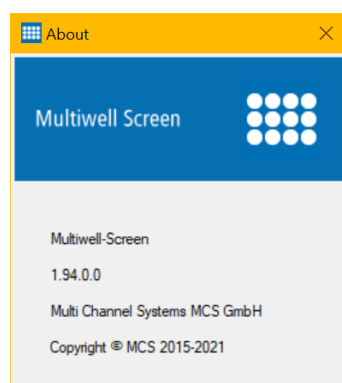 About
Multiwell Screen
Multiwell-Screen
1.94.0.0
Multi Channel Systems MCS GmbH
Copyright © MCS 2015-2021